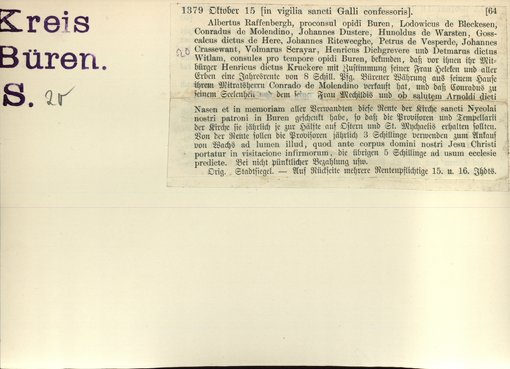 Kreis
Büren.
S. 20
1379 Oktober 15 [in vigilia sancti Galli confessoris]. [64
Albertus Raffenbergh, proconsul opidi Buren, Lodovicus de Bleckesen,
Conradus de Molendino, Johannes Dustere, Hunoldus de Warsten, Goss-
calcus dictus de Here, Johannes Riteweghe, Petrus de Vesperde, Johannes
20
Crassewant, Volmarus Scrayar, Henricus Dichgrevere und Detmarus dictus
Witlam, consules pro tempore opidi Buren, bekunden, daß vor ihnen ihr Mit-
bürger Henricus dictus Kruckere mit Zustimmung seiner Frau Heleken und aller
Erben eine Jahresrente von 8 Schill. Pfg. Bürener Währung aus seinem Hause
ihrem Mitratsherrn Conrado de Molendino verkauft hat, und daß Conradus zu
seinem Seelenheil und dem seiner Frau Mechildis und ob salutem Arnoldi dicti
Nasen et in memoriam aller Verwandten diese Rente der Kirche sancti Nycolai
nostri patroni in Buren geschenkt habe, so daß die Provisoren und Tempellarii
der Kirche sie jährlich je zur Hälfte auf Ostern und St. Mychaelis erhalten sollten.
Von der Rente sollen die Provisoren jährlich 3 Schillinge verwenden zum Ankauf
von Wachs ad lumen illud, quod ante corpus domini nostri Jesu Christi
portatur in visitacione infirmorum, die übrigen 5 Schillinge ad usum ecclesie
predicte. Bei nicht pünktlicher Bezahlung usw.
Orig. Stadtsiegel. — Auf Rückseite mehrere Rentenpflichtige 15. u. 16. Jhdts.